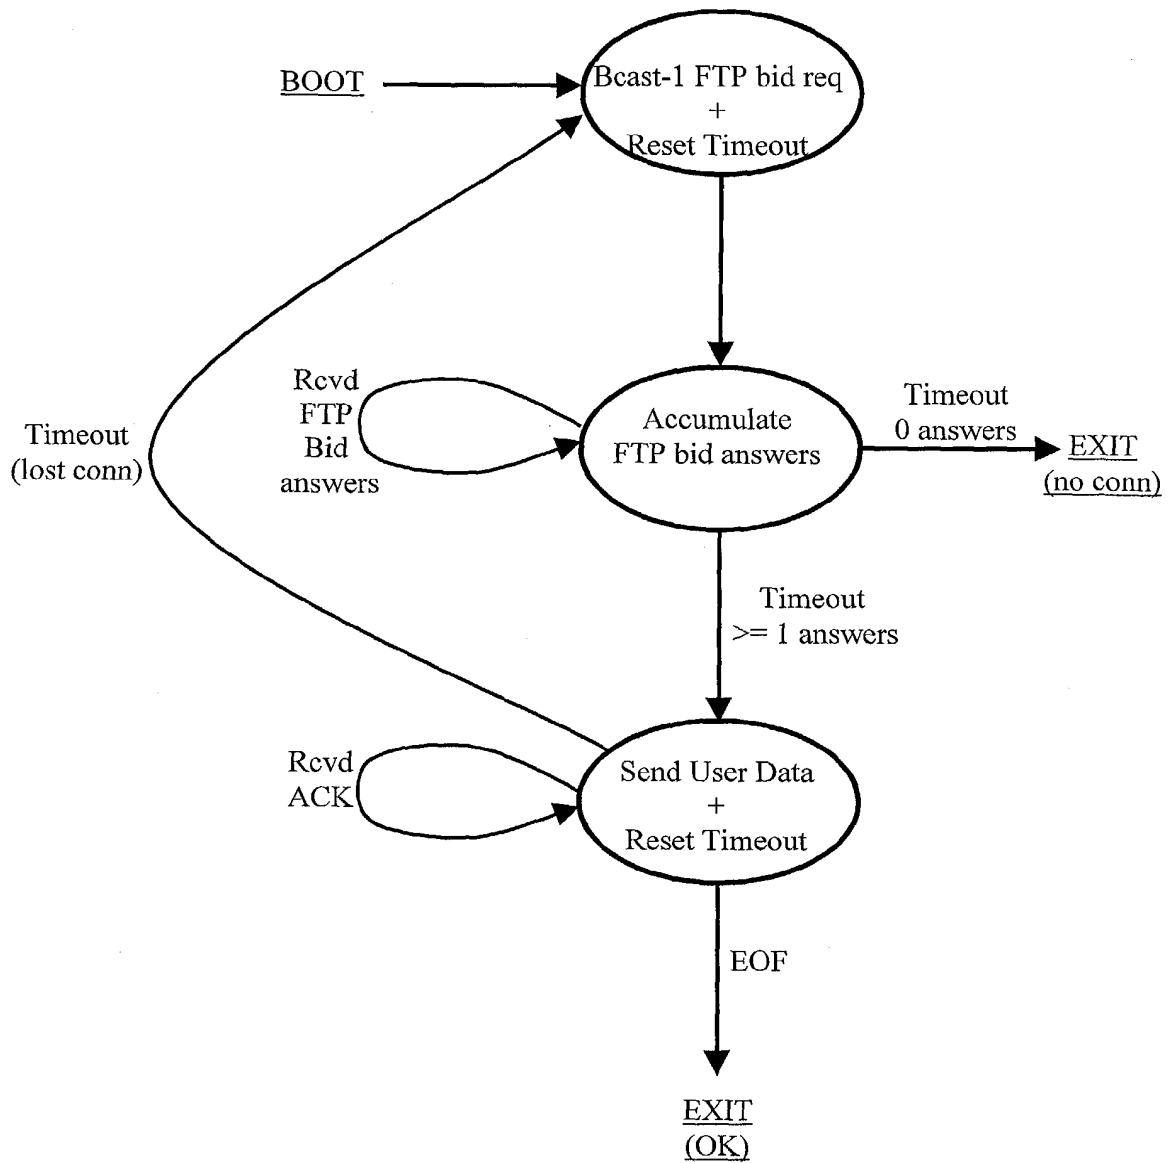 BOOT
Bcast-1 FTP bid req
+
Reset Timeout
Rcvd
FTP
Bid
answers
Accumulate
FTP bid answers
Timeout
0 answers
EXIT
(no conn)
Timeout
(lost conn)
Timeout
>= 1 answers
Rcvd
ACK
Send User Data
+
Reset Timeout
EOF
EXIT
(OK)